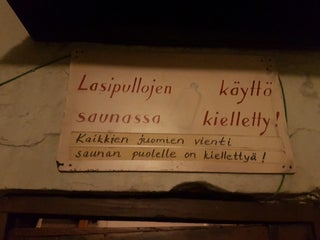 Lasipullojen käyttö
saunassa kielletty!
Kaikkien juomien vienti
saunan puolelle on kiellettyä!